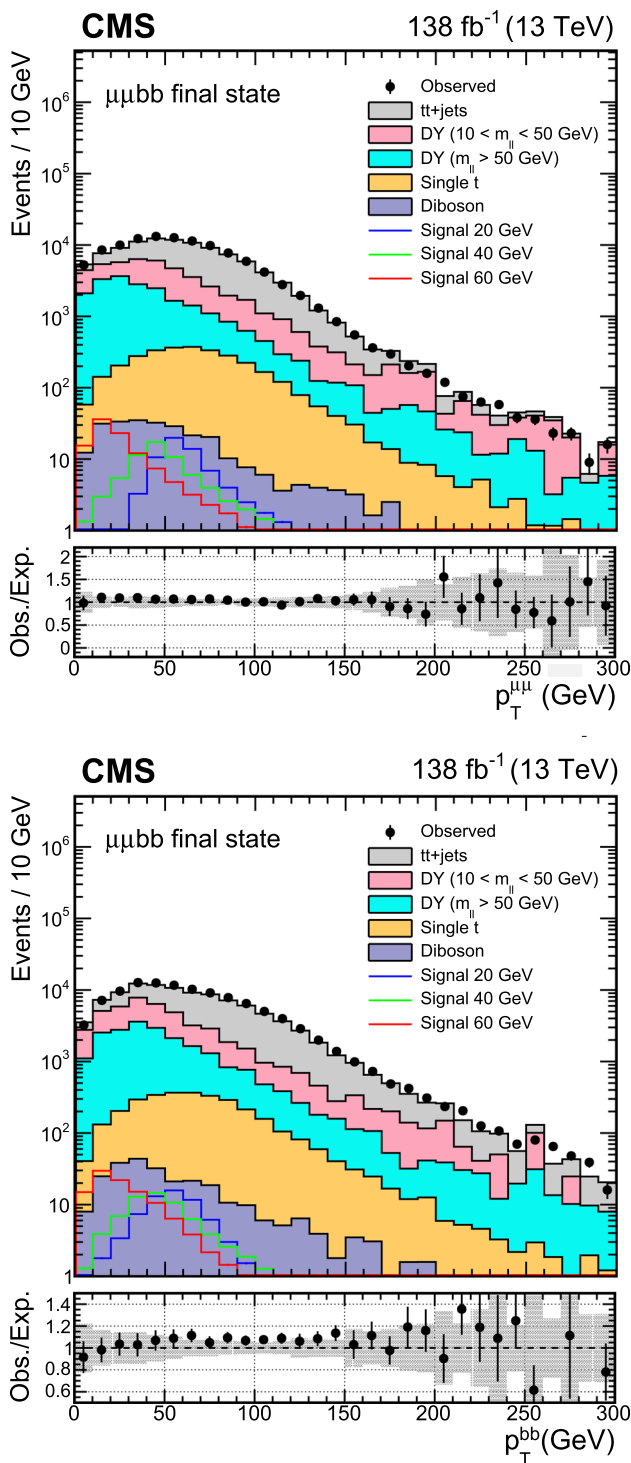 CMS 138 fb⁻¹ (13 TeV)
Events / 10 GeV
μμbb final state
Observed
tt+jets
DY (10 < m_ll < 50 GeV)
DY (m_ll > 50 GeV)
Single t
Diboson
Signal 20 GeV
Signal 40 GeV
Signal 60 GeV
10⁶
10⁵
10⁴
10³
10²
10
1
Obs./Exp.
2
1.5
1
0.5
0
0 50 100 150 200 250 300
p_T^μμ (GeV)
CMS 138 fb⁻¹ (13 TeV)
Events / 10 GeV
μμbb final state
Observed
tt+jets
DY (10 < m_ll < 50 GeV)
DY (m_ll > 50 GeV)
Single t
Diboson
Signal 20 GeV
Signal 40 GeV
Signal 60 GeV
10⁶
10⁵
10⁴
10³
10²
10
1
Obs./Exp.
1.4
1.2
1.0
0.8
0.6
0 50 100 150 200 250 300
p_T^bb (GeV)